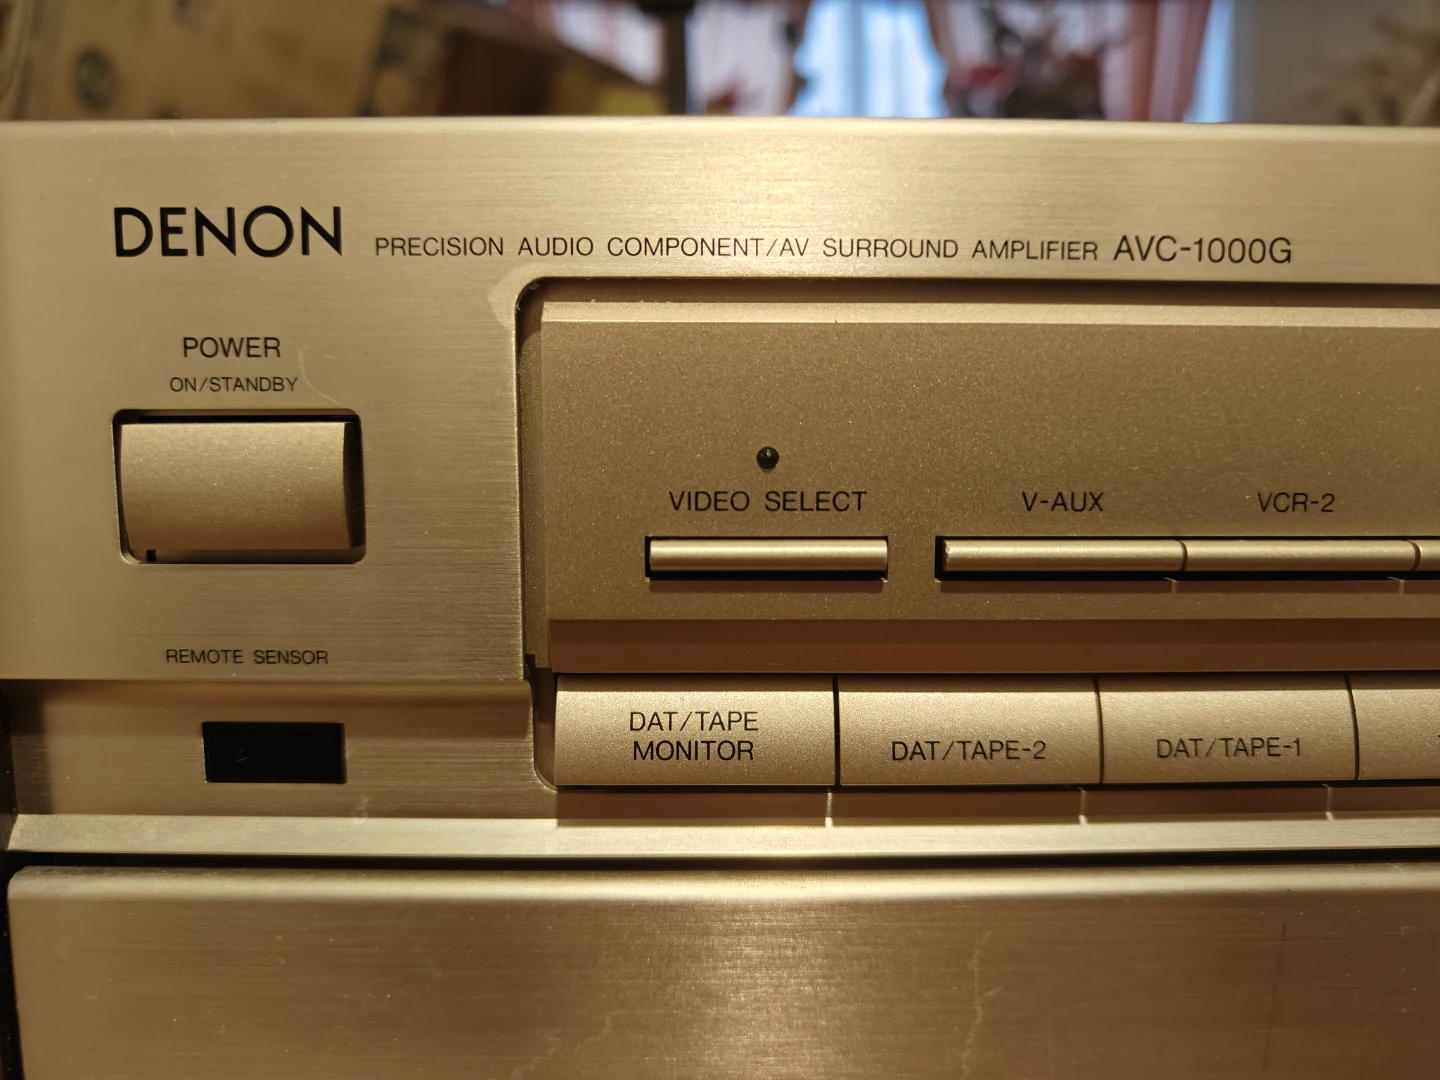 DENON PRECISION AUDIO COMPONENT/AV SURROUND AMPLIFIER AVC-1000G
POWER
ON/STANDBY
VIDEO SELECT
V-AUX
VCR-2
REMOTE SENSOR
DAT/TAPE
MONITOR
DAT/TAPE-2
DAT/TAPE-1